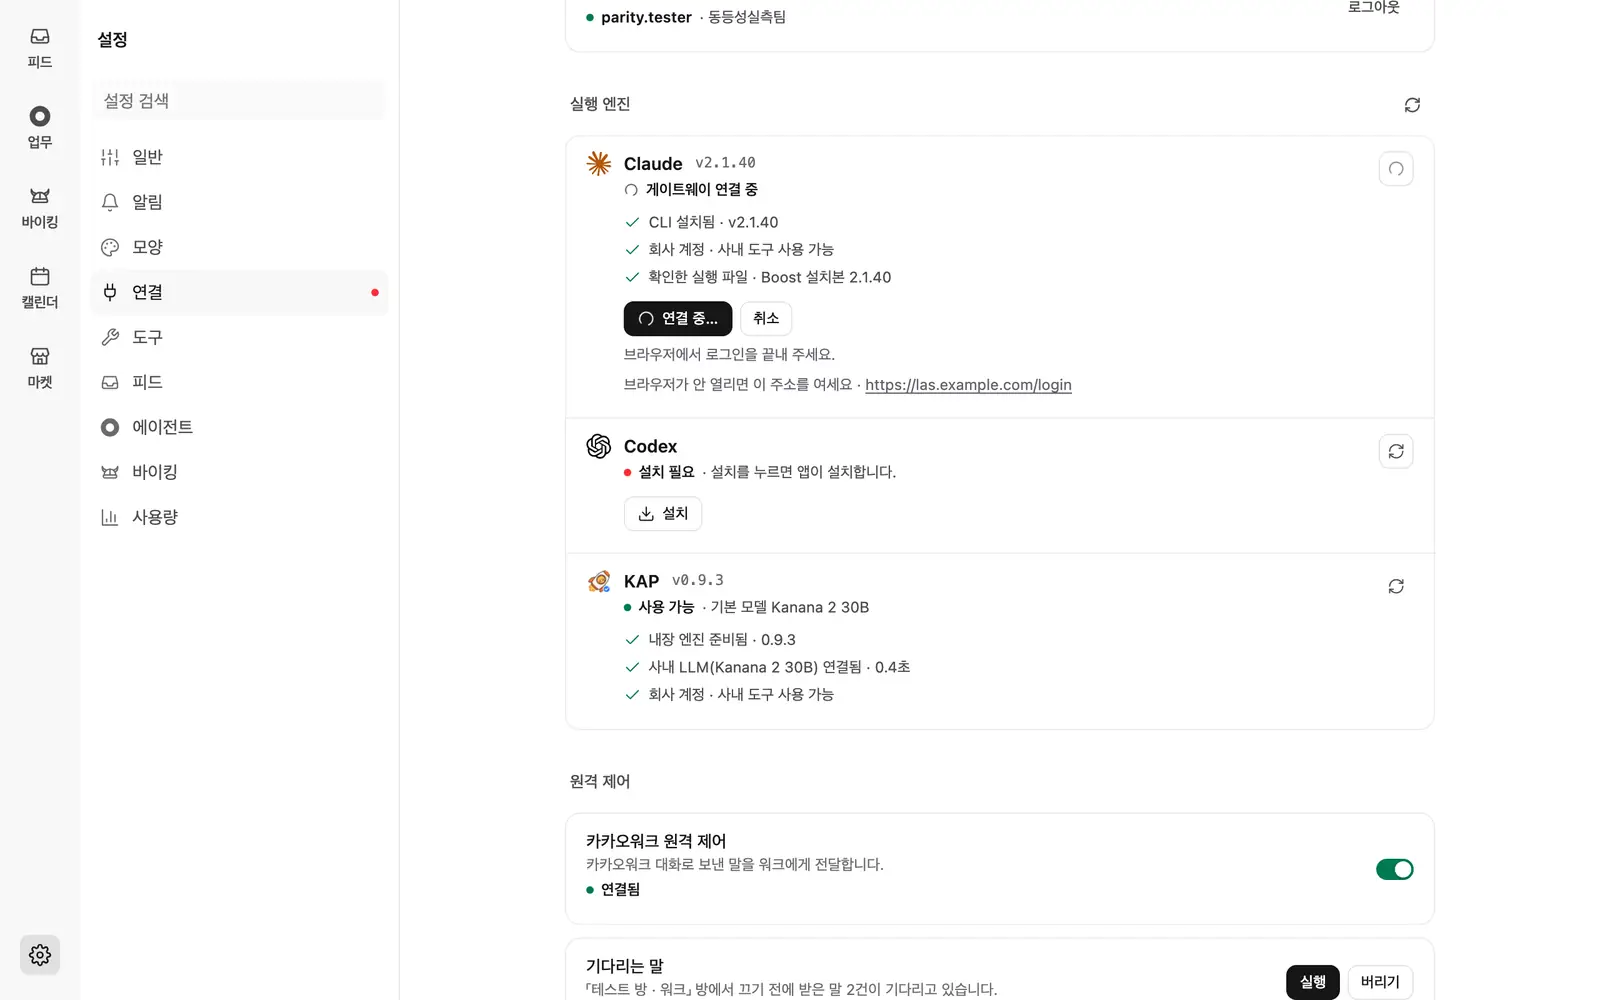 피드
업무
바이킹
캘린더
마켓
설정
설정 검색
일반
알림
모양
연결
도구
피드
에이전트
바이킹
사용량
parity.tester · 동등성실측팀
로그아웃
실행 엔진
Claude v2.1.40
게이트웨이 연결 중
CLI 설치됨 · v2.1.40
회사 계정 · 사내 도구 사용 가능
확인한 실행 파일 · Boost 설치본 2.1.40
연결 중... 취소
브라우저에서 로그인을 끝내 주세요.
브라우저가 안 열리면 이 주소를 여세요 · https://las.example.com/login
Codex
설치 필요 · 설치를 누르면 앱이 설치합니다.
설치
KAP v0.9.3
사용 가능 · 기본 모델 Kanana 2 30B
내장 엔진 준비됨 · 0.9.3
사내 LLM(Kanana 2 30B) 연결됨 · 0.4초
회사 계정 · 사내 도구 사용 가능
원격 제어
카카오워크 원격 제어
카카오워크 대화로 보낸 말을 워크에게 전달합니다.
연결됨
기다리는 말
「테스트 방 · 워크」 방에서 끄기 전에 받은 말 2건이 기다리고 있습니다.
실행 버리기